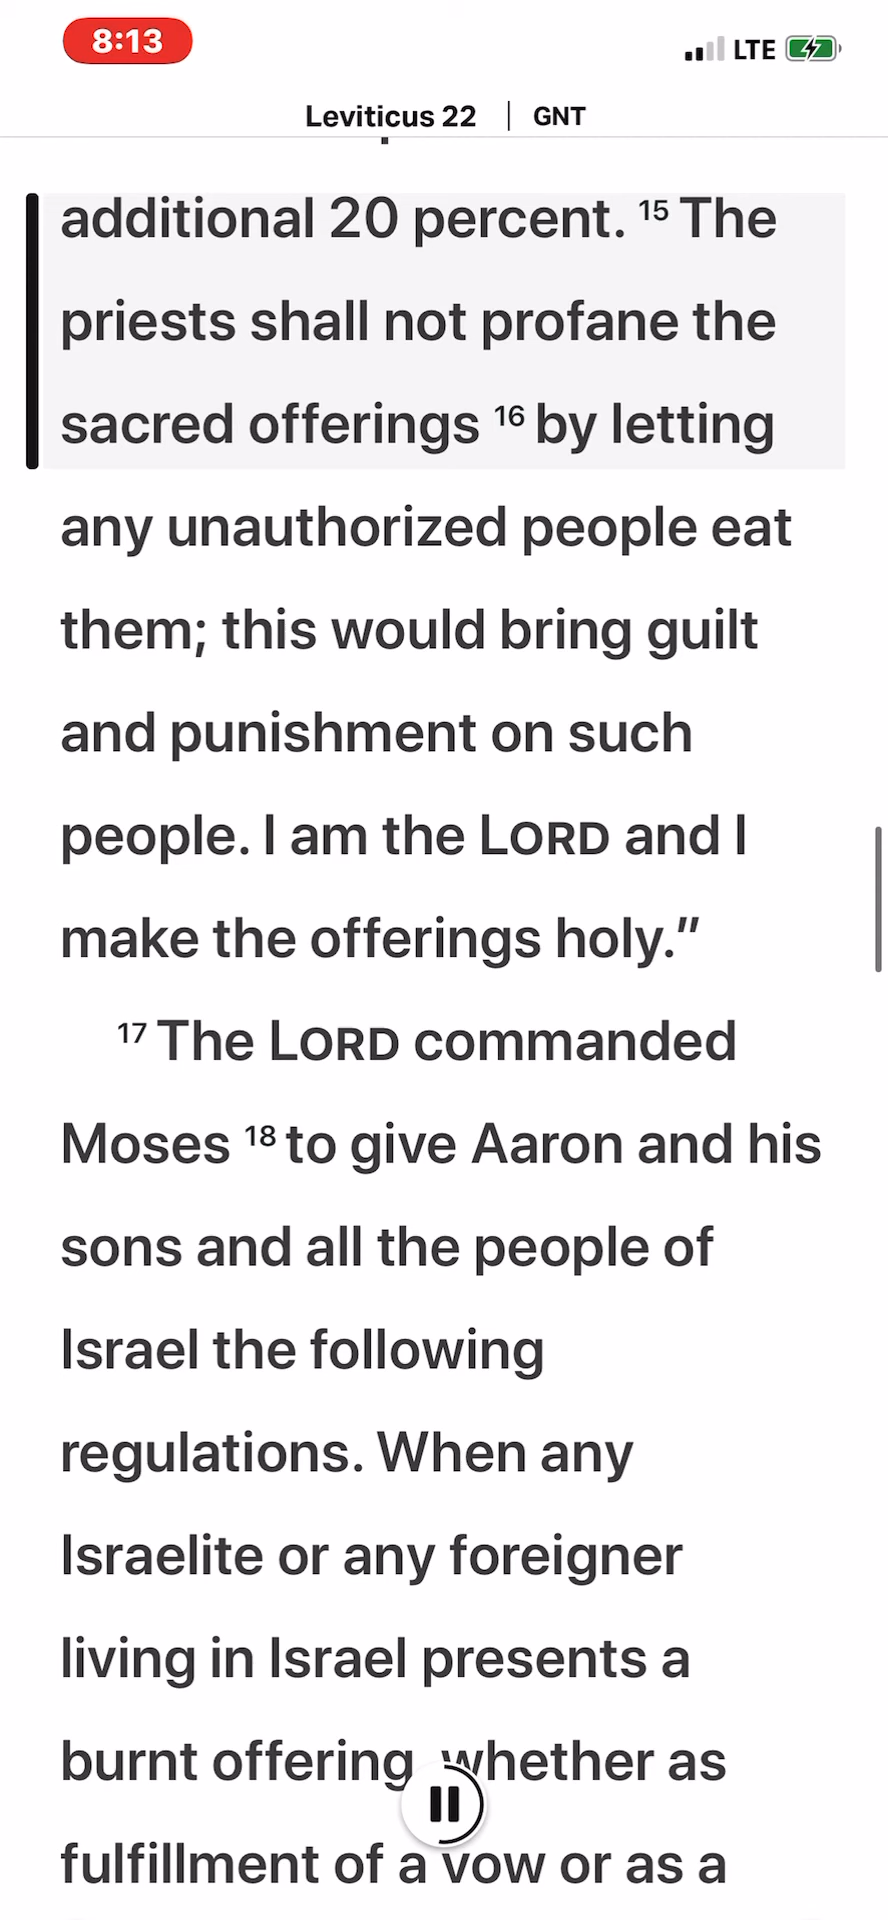 8:13 LTE
Leviticus 22 | GNT
additional 20 percent. 15 The
priests shall not profane the
sacred offerings 16 by letting
any unauthorized people eat
them; this would bring guilt
and punishment on such
people. I am the LORD and I
make the offerings holy.”
17 The LORD commanded
Moses 18 to give Aaron and his
sons and all the people of
Israel the following
regulations. When any
Israelite or any foreigner
living in Israel presents a
burnt offering, whether as
fulfillment of a vow or as a